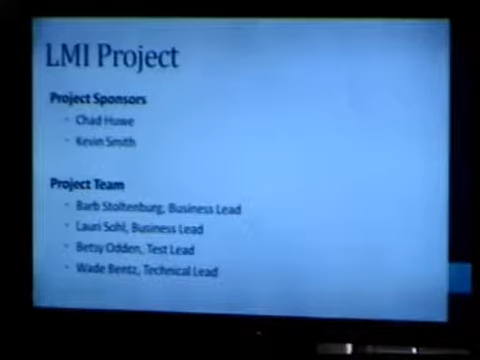 LMI Project
Project Sponsors
• Chad Huwe
• Kevin Smith
Project Team
• Barb Stoltenburg, Business Lead
• Lauri Sohl, Business Lead
• Betsy Odden, Test Lead
• Wade Bentz, Technical Lead